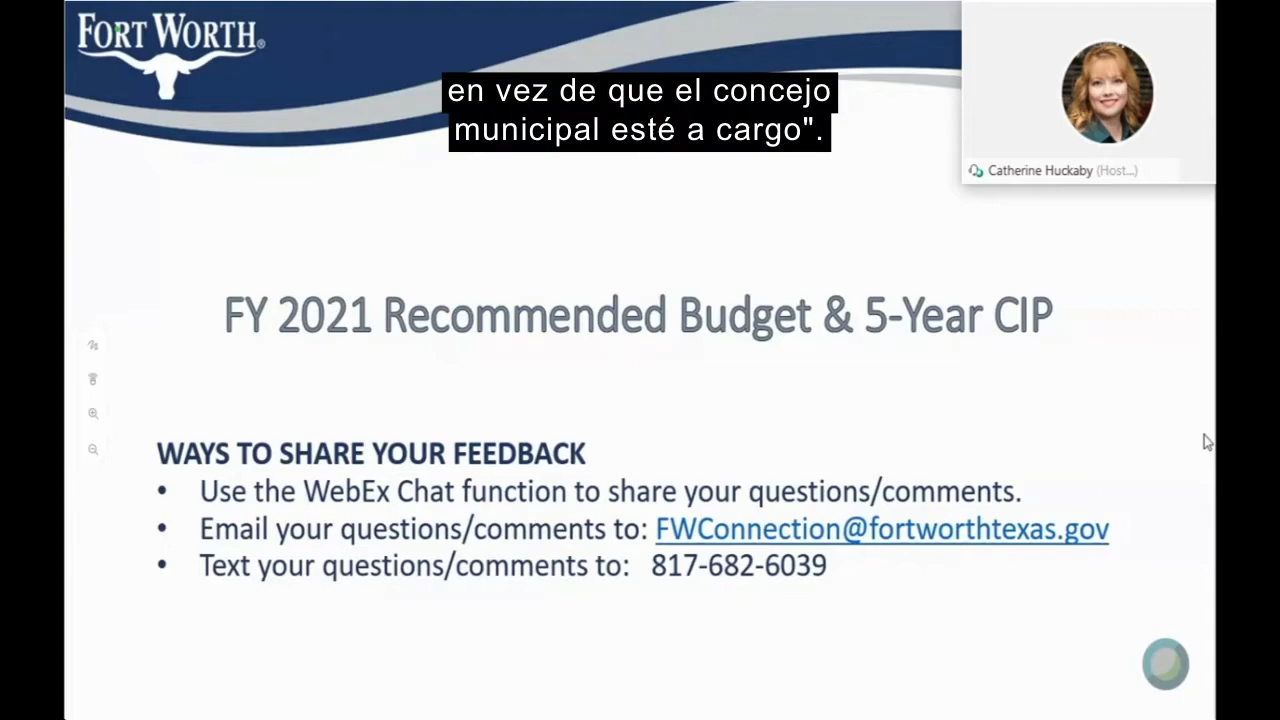 FORT WORTH®
en vez de que el concejo
municipal esté a cargo".
Catherine Huckaby (Host...)
FY 2021 Recommended Budget & 5-Year CIP
WAYS TO SHARE YOUR FEEDBACK
• Use the WebEx Chat function to share your questions/comments.
• Email your questions/comments to: FWConnection@fortworthtexas.gov
• Text your questions/comments to: 817-682-6039